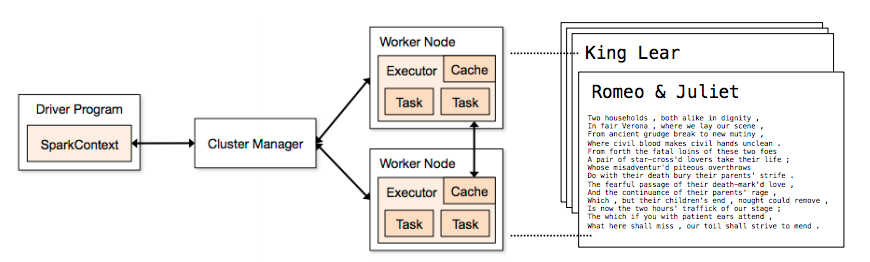 Driver Program
SparkContext
Cluster Manager
Worker Node
Executor
Cache
Task
Task
Worker Node
Executor
Cache
Task
Task
King Lear
Romeo & Juliet
Two households , both alike in dignity ,
In fair Verona , where we lay our scene ,
From ancient grudge break to new mutiny ,
Where civil blood makes civil hands unclean .
From forth the fatal loins of these two foes
A pair of star-cross'd lovers take their life ;
Whose misadventur'd piteous overthrows
Do with their death bury their parents' strife .
The fearful passage of their death-mark'd love ,
And the continuance of their parents' rage ,
Which , but their children's end , nought could remove ,
Is now the two hours' traffick of our stage ;
The which if you with patient ears attend ,
What here shall miss , our toil shall strive to mend .